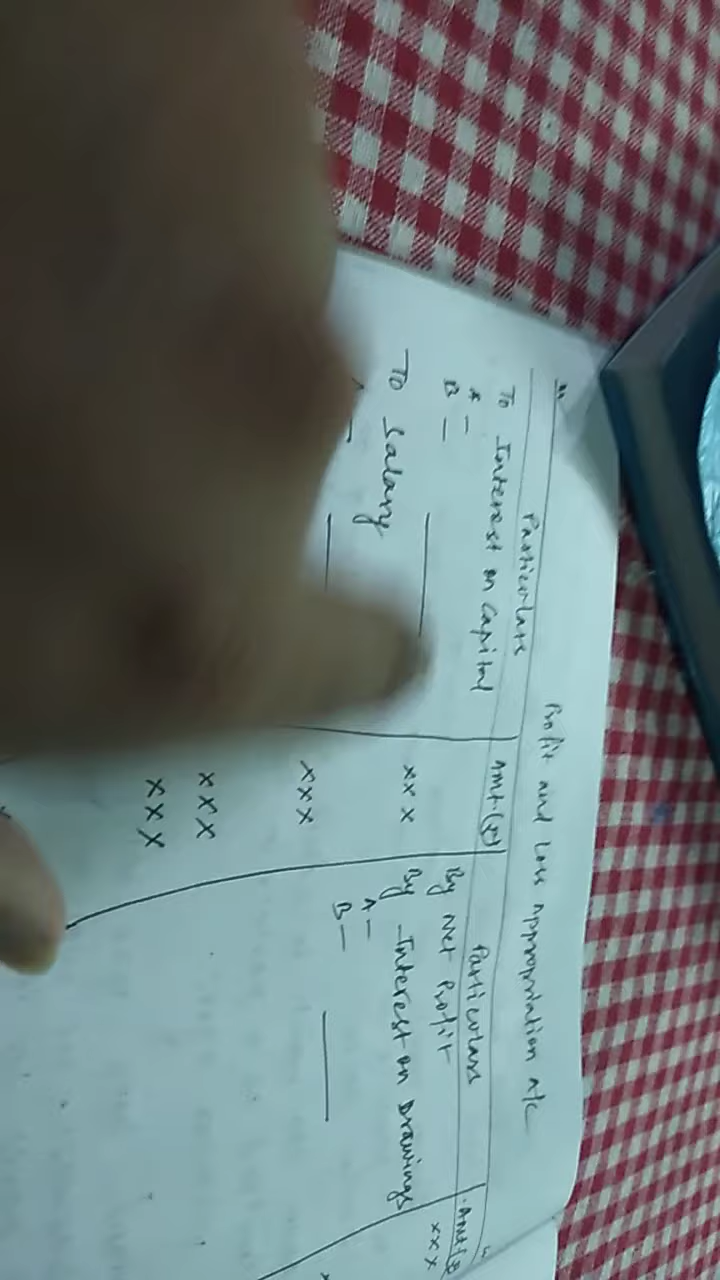 Profit and Loss Appropriation A/c
Particulars Amt.(₹) Particulars Amt(₹)
To Interest on Capital By Net Profit xxx
A -
B - xxx By Interest on Drawings
A -
To Salary B -
xxx
xxx
xxx